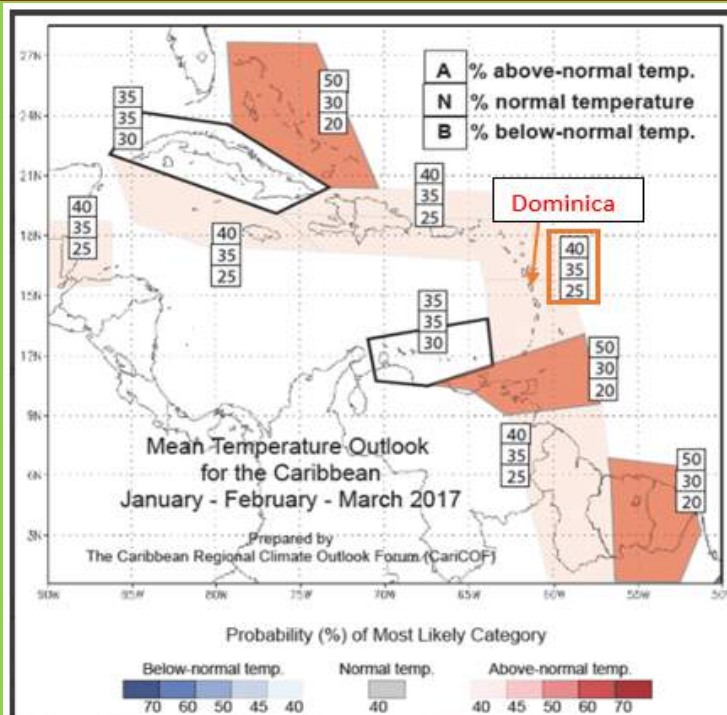 27N
24N
21N
18N
15N
12N
9N
6N
3N
A % above-normal temp.
N % normal temperature
B % below-normal temp.
35
35
30
50
30
20
40
35
25
Dominica
40
35
25
40
35
25
40
35
25
35
35
30
50
30
20
40
35
25
50
30
20
Mean Temperature Outlook
for the Caribbean
January - February - March 2017
Prepared by
The Caribbean Regional Climate Outlook Forum (CariCOF)
90W 85W 80W 75W 70W 65W 60W 55W 50W
Probability (%) of Most Likely Category
Below-normal temp. Normal temp. Above-normal temp.
70 60 50 45 40 40 40 45 50 60 70